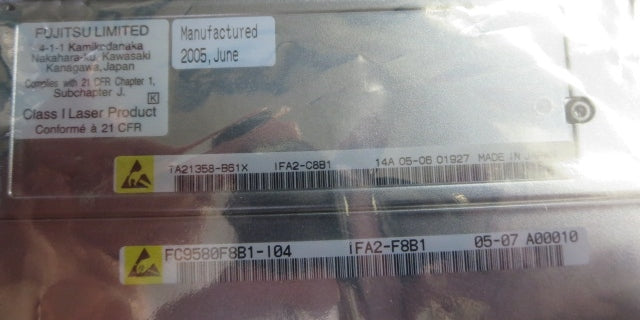 FUJITSU LIMITED
4-1-1 Kamikodanaka
Nakahara-ku, Kawasaki
Kanagawa, Japan
Complies with 21 CFR Chapter 1,
Subchapter J.
K
Class I Laser Product
Conformé à 21 CFR
Manufactured
2005, June
TA21358-B61X IFA2-C8B1 14A 05-06 01927 MADE IN
FC9580F8B1-I04 IFA2-F8B1 05-07 A00010